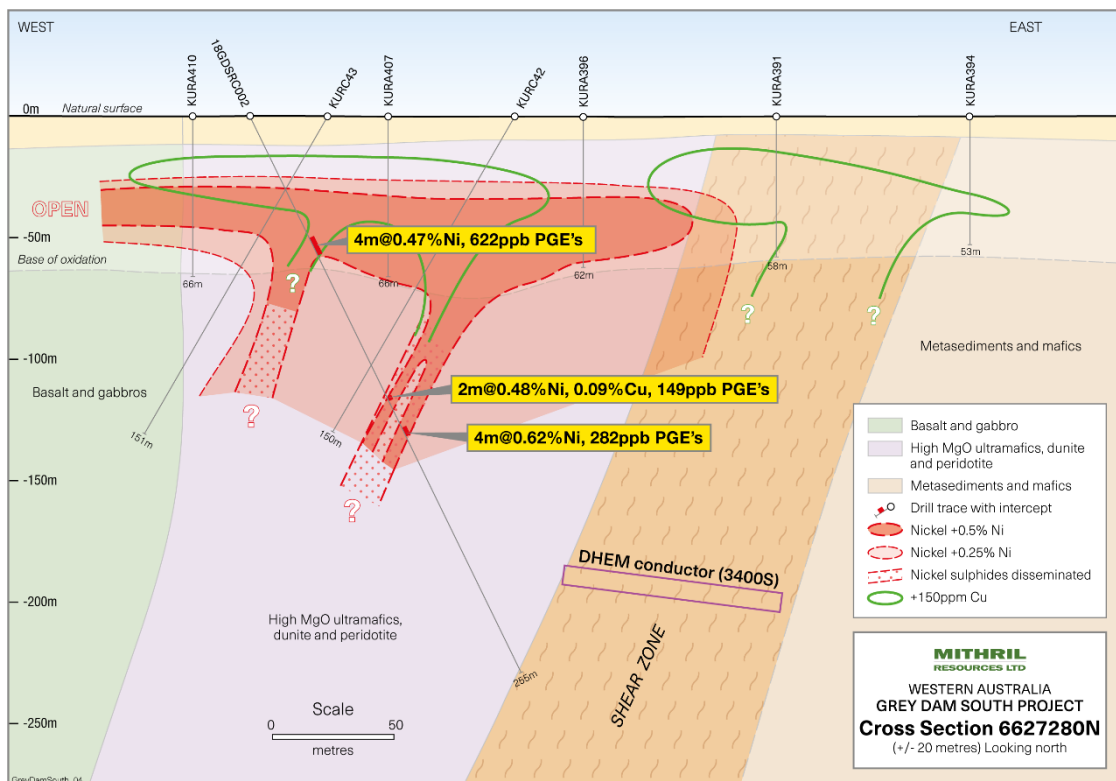 WEST
EAST
KURA410
18GDSRC002
KURC43
KURA407
KURC42
KURA396
KURA391
KURA394
0m
Natural surface
OPEN
-50m
Base of oxidation
4m@0.47%Ni, 622ppb PGE's
66m
66m
62m
58m
53m
?
?
?
-100m
Basalt and gabbros
Metasediments and mafics
2m@0.48%Ni, 0.09%Cu, 149ppb PGE's
?
4m@0.62%Ni, 282ppb PGE's
151m
150m
-150m
?
DHEM conductor (3400S)
-200m
High MgO ultramafics,
dunite and peridotite
SHEAR ZONE
255m
Scale
0
50
metres
-250m
GreyDamSouth_04
Basalt and gabbro
High MgO ultramafics, dunite
and peridotite
Metasediments and mafics
Drill trace with intercept
Nickel +0.5% Ni
Nickel +0.25% Ni
Nickel sulphides disseminated
+150ppm Cu
MITHRIL
RESOURCES LTD
WESTERN AUSTRALIA
GREY DAM SOUTH PROJECT
Cross Section 6627280N
(+/- 20 metres) Looking north